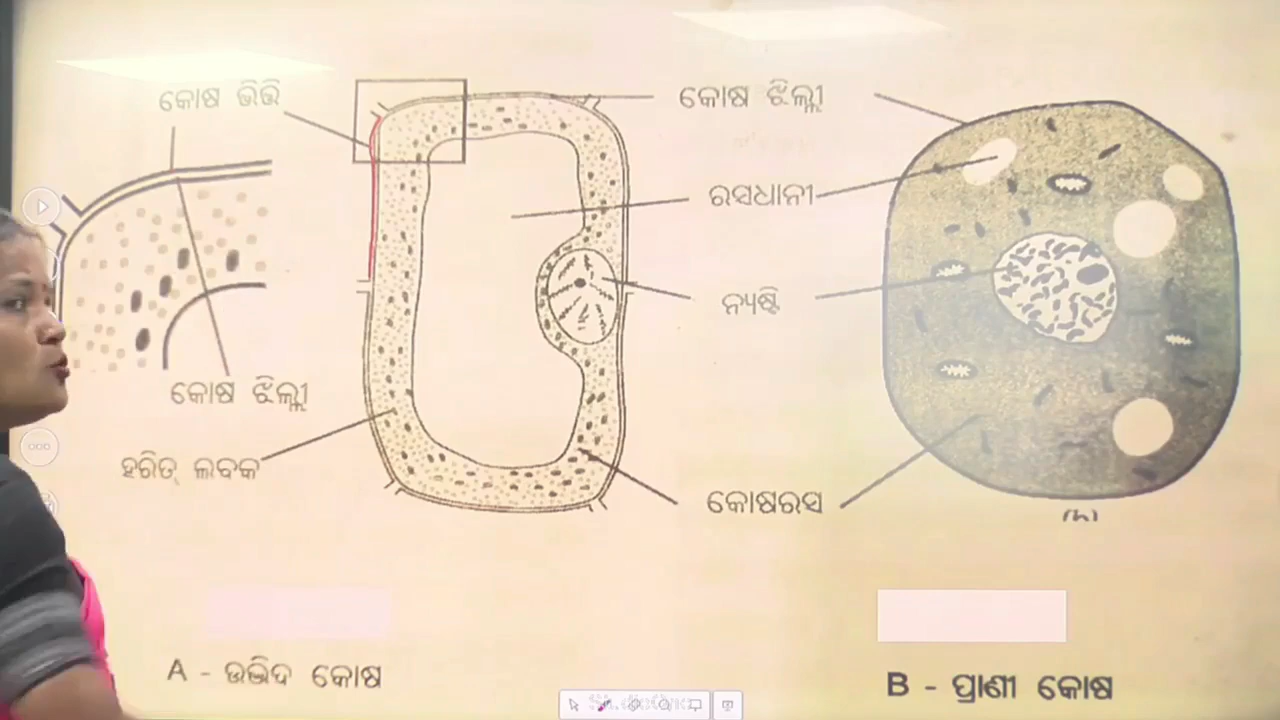 କୋଷ ଭିତ୍ତି
କୋଷ ଝିଲ୍ଲୀ
ରସଧାନୀ
ନ୍ୟଷ୍ଟି
କୋଷ ଝିଲ୍ଲୀ
ହରିତ୍ ଲବକ
କୋଷରସ
(b)
A - ଉଦ୍ଭିଦ କୋଷ
B - ପ୍ରାଣୀ କୋଷ